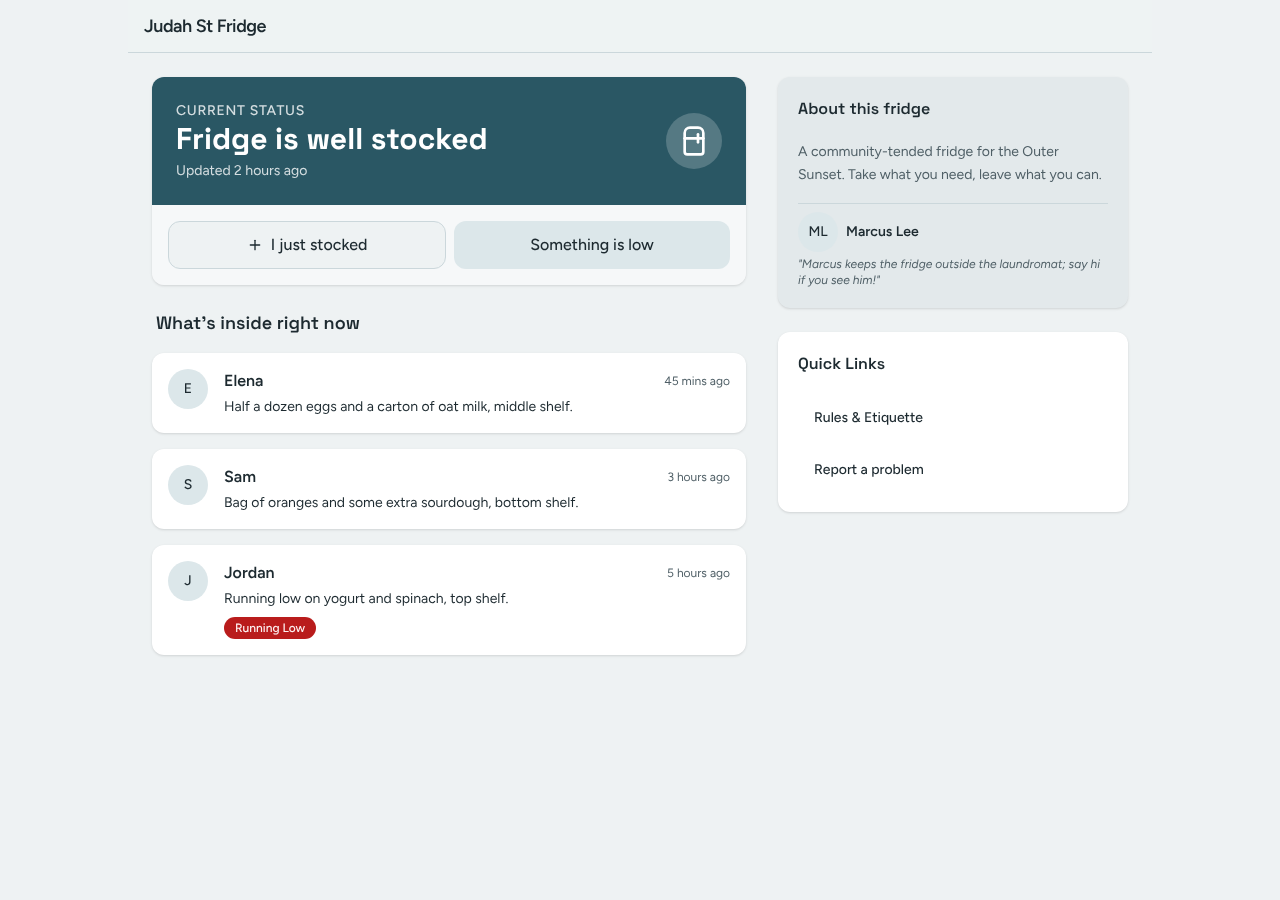 Judah St Fridge
CURRENT STATUS
Fridge is well stocked
Updated 2 hours ago
I just stocked
Something is low
What's inside right now
E
Elena
45 mins ago
Half a dozen eggs and a carton of oat milk, middle shelf.
S
Sam
3 hours ago
Bag of oranges and some extra sourdough, bottom shelf.
J
Jordan
5 hours ago
Running low on yogurt and spinach, top shelf.
Running Low
About this fridge
A community-tended fridge for the Outer
Sunset. Take what you need, leave what you can.
ML
Marcus Lee
"Marcus keeps the fridge outside the laundromat; say hi
if you see him!"
Quick Links
Rules & Etiquette
Report a problem